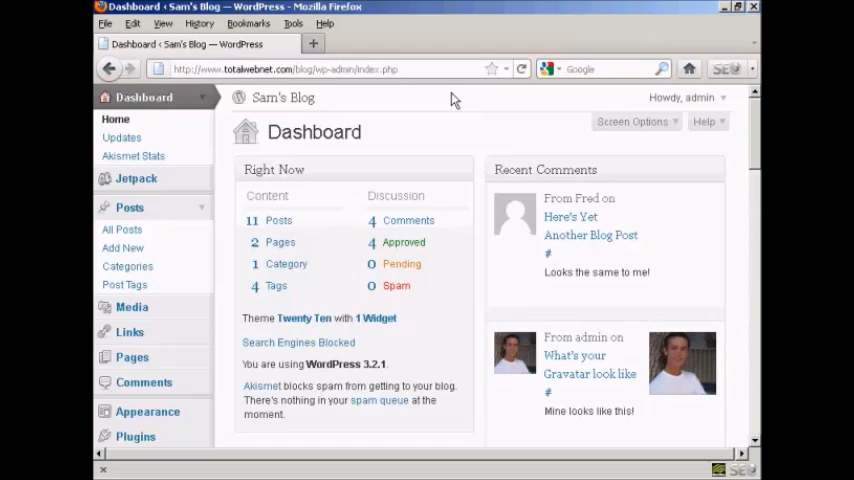 Dashboard ‹ Sam's Blog — WordPress - Mozilla Firefox
File Edit View History Bookmarks Tools Help
Dashboard ‹ Sam's Blog — WordPress
http://www.totalwebnet.com/blog/wp-admin/index.php
Google
SEO
Dashboard
Home
Updates
Akismet Stats
Jetpack
Posts
All Posts
Add New
Categories
Post Tags
Media
Links
Pages
Comments
Appearance
Plugins
Sam's Blog
Howdy, admin
Dashboard
Screen Options
Help
Right Now
Content
Discussion
11 Posts
4 Comments
2 Pages
4 Approved
1 Category
0 Pending
4 Tags
0 Spam
Theme Twenty Ten with 1 Widget
Search Engines Blocked
You are using WordPress 3.2.1.
Akismet blocks spam from getting to your blog.
There's nothing in your spam queue at the
moment.
Recent Comments
From Fred on
Here's Yet
Another Blog Post
#
Looks the same to me!
From admin on
What's your
Gravatar look like
#
Mine looks like this!
SEO